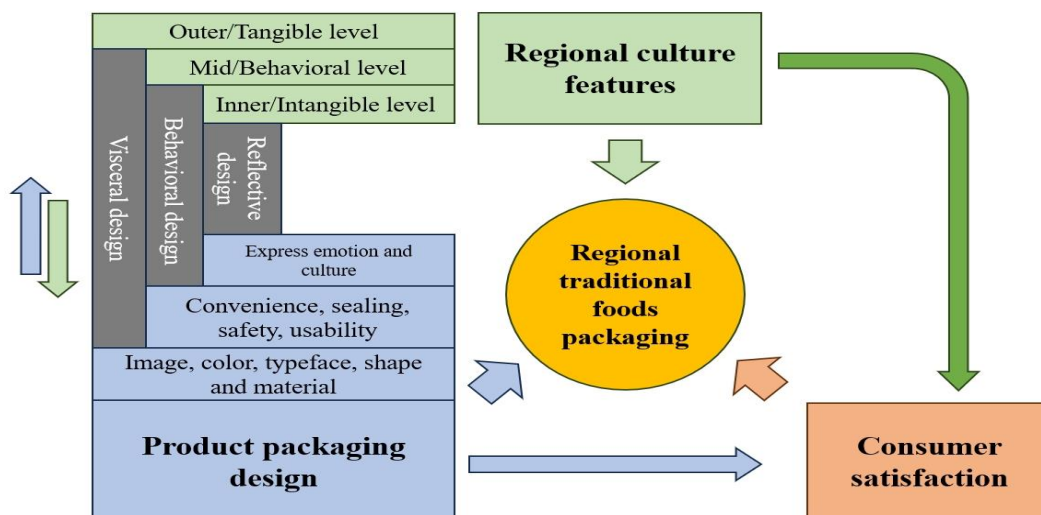 Outer/Tangible level
Mid/Behavioral level
Inner/Intangible level
Visceral design
Behavioral design
Reflective
design
Express emotion and
culture
Convenience, sealing,
safety, usability
Image, color, typeface, shape
and material
Product packaging
design
Regional culture
features
Regional
traditional
foods
packaging
Consumer
satisfaction